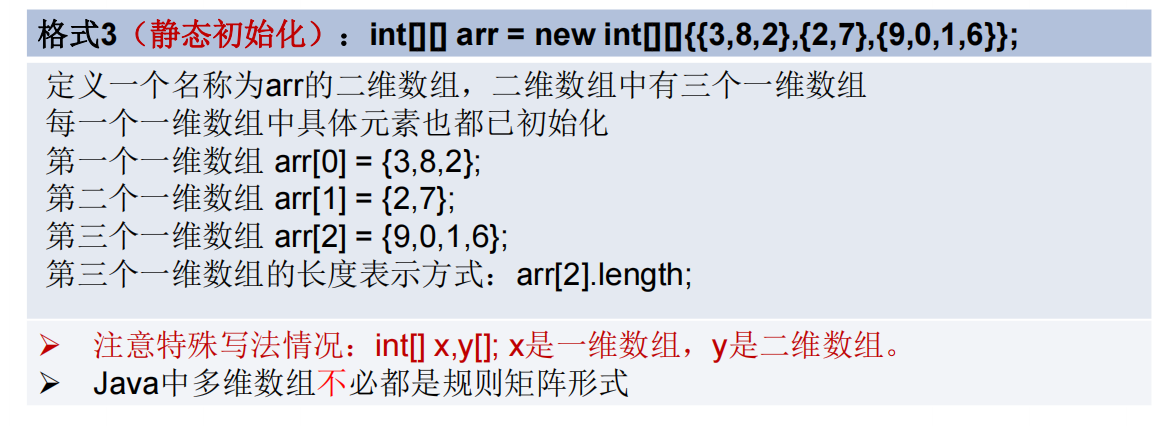 格式3（静态初始化）：int[][] arr = new int[][]{{3,8,2},{2,7},{9,0,1,6}};
定义一个名称为arr的二维数组，二维数组中有三个一维数组
每一个一维数组中具体元素也都已初始化
第一个一维数组 arr[0] = {3,8,2};
第二个一维数组 arr[1] = {2,7};
第三个一维数组 arr[2] = {9,0,1,6};
第三个一维数组的长度表示方式：arr[2].length;
➢ 注意特殊写法情况：int[] x,y[]; x是一维数组，y是二维数组。
➢ Java中多维数组不必都是规则矩阵形式